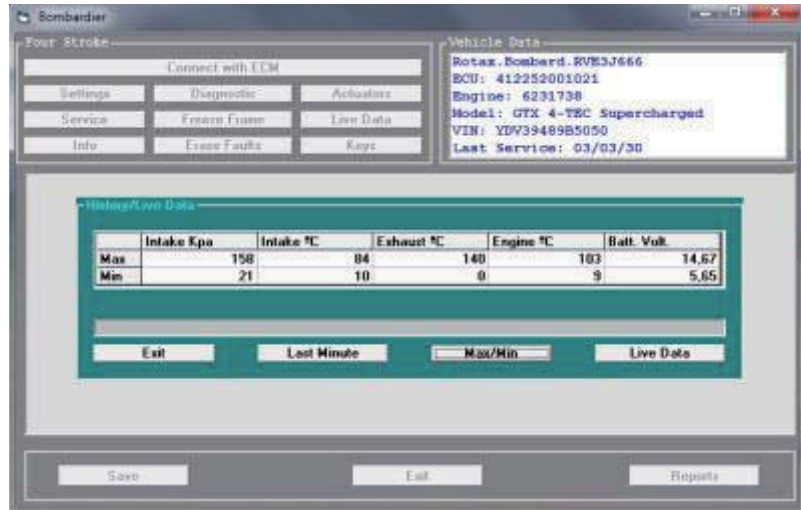 Bombardier
Four Stroke
Connect with ECM
Settings Diagnostic Actuators
Service Freeze Frame Live Data
Info Erase Faults Keys
Vehicle Data
Rotax.Bombard.RVE3J666
ECU: 412252001021
Engine: 6231738
Model: GTX 4-TEC Supercharged
VIN: YDV39489B5050
Last Service: 03/03/30
History/Live Data
Intake Kpa Intake ºC Exhaust ºC Engine ºC Batt. Volt.
Max 158 84 140 103 14,67
Min 21 10 0 9 5,65
Exit Last Minute Max/Min Live Data
Save Exit Reports